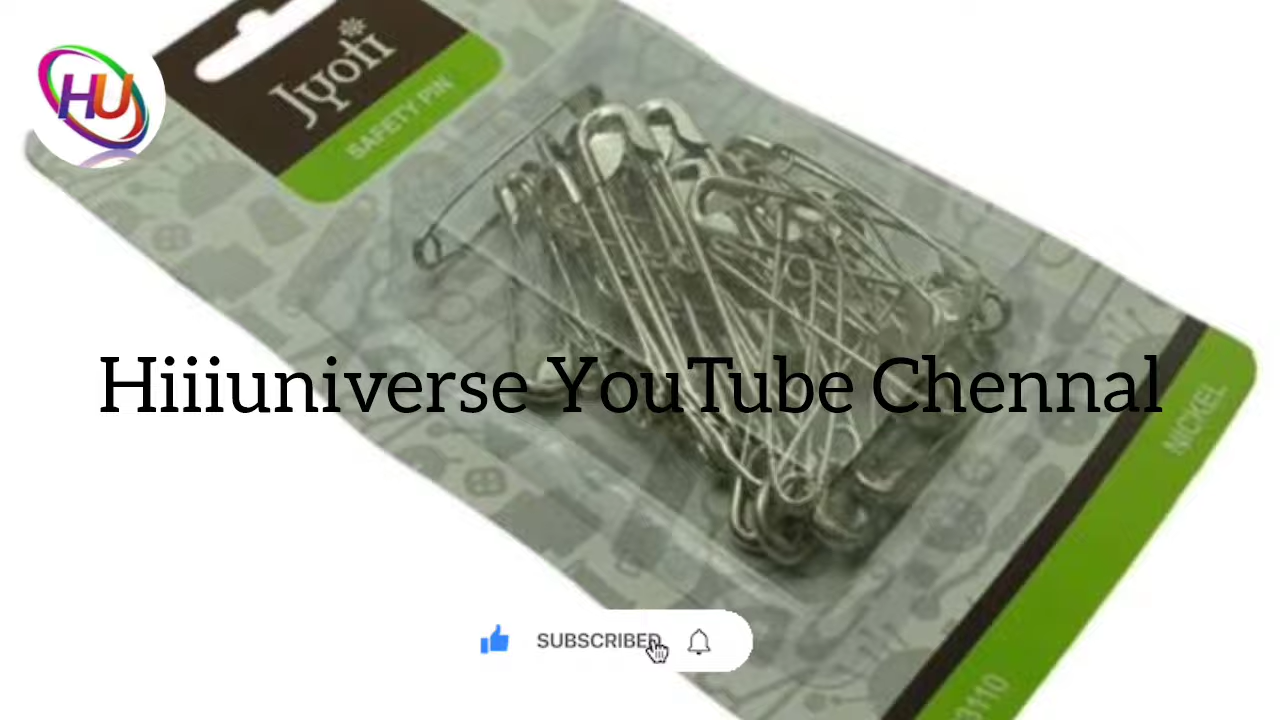 HU
Jyoti
SAFETY PIN
Hiiiuniverse YouTube Chennal
NICKEL
SUBSCRIBED